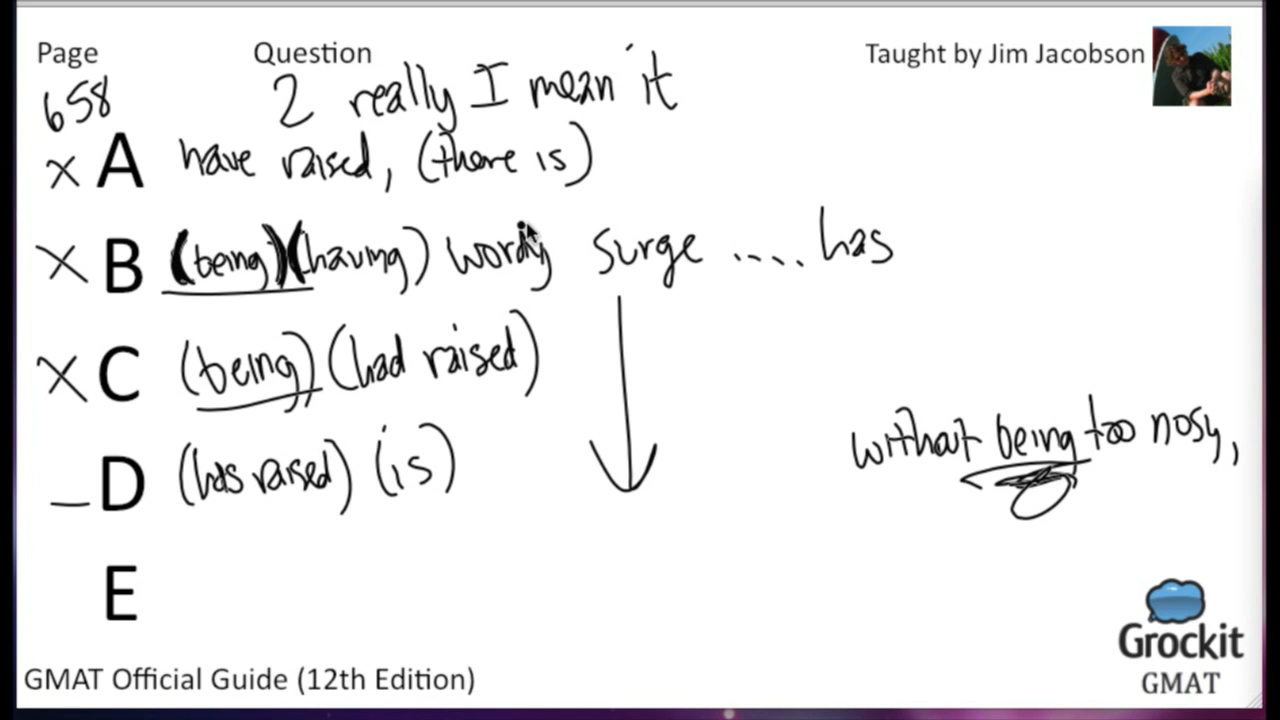 Page Question Taught by Jim Jacobson
658 2 really I mean it
x A have raised, (there is)
x B (being)(having) wordy surge ....has
x C (being) (had raised)
without being too nosy,
– D (has raised) (is)
E
Grockit
GMAT
GMAT Official Guide (12th Edition)